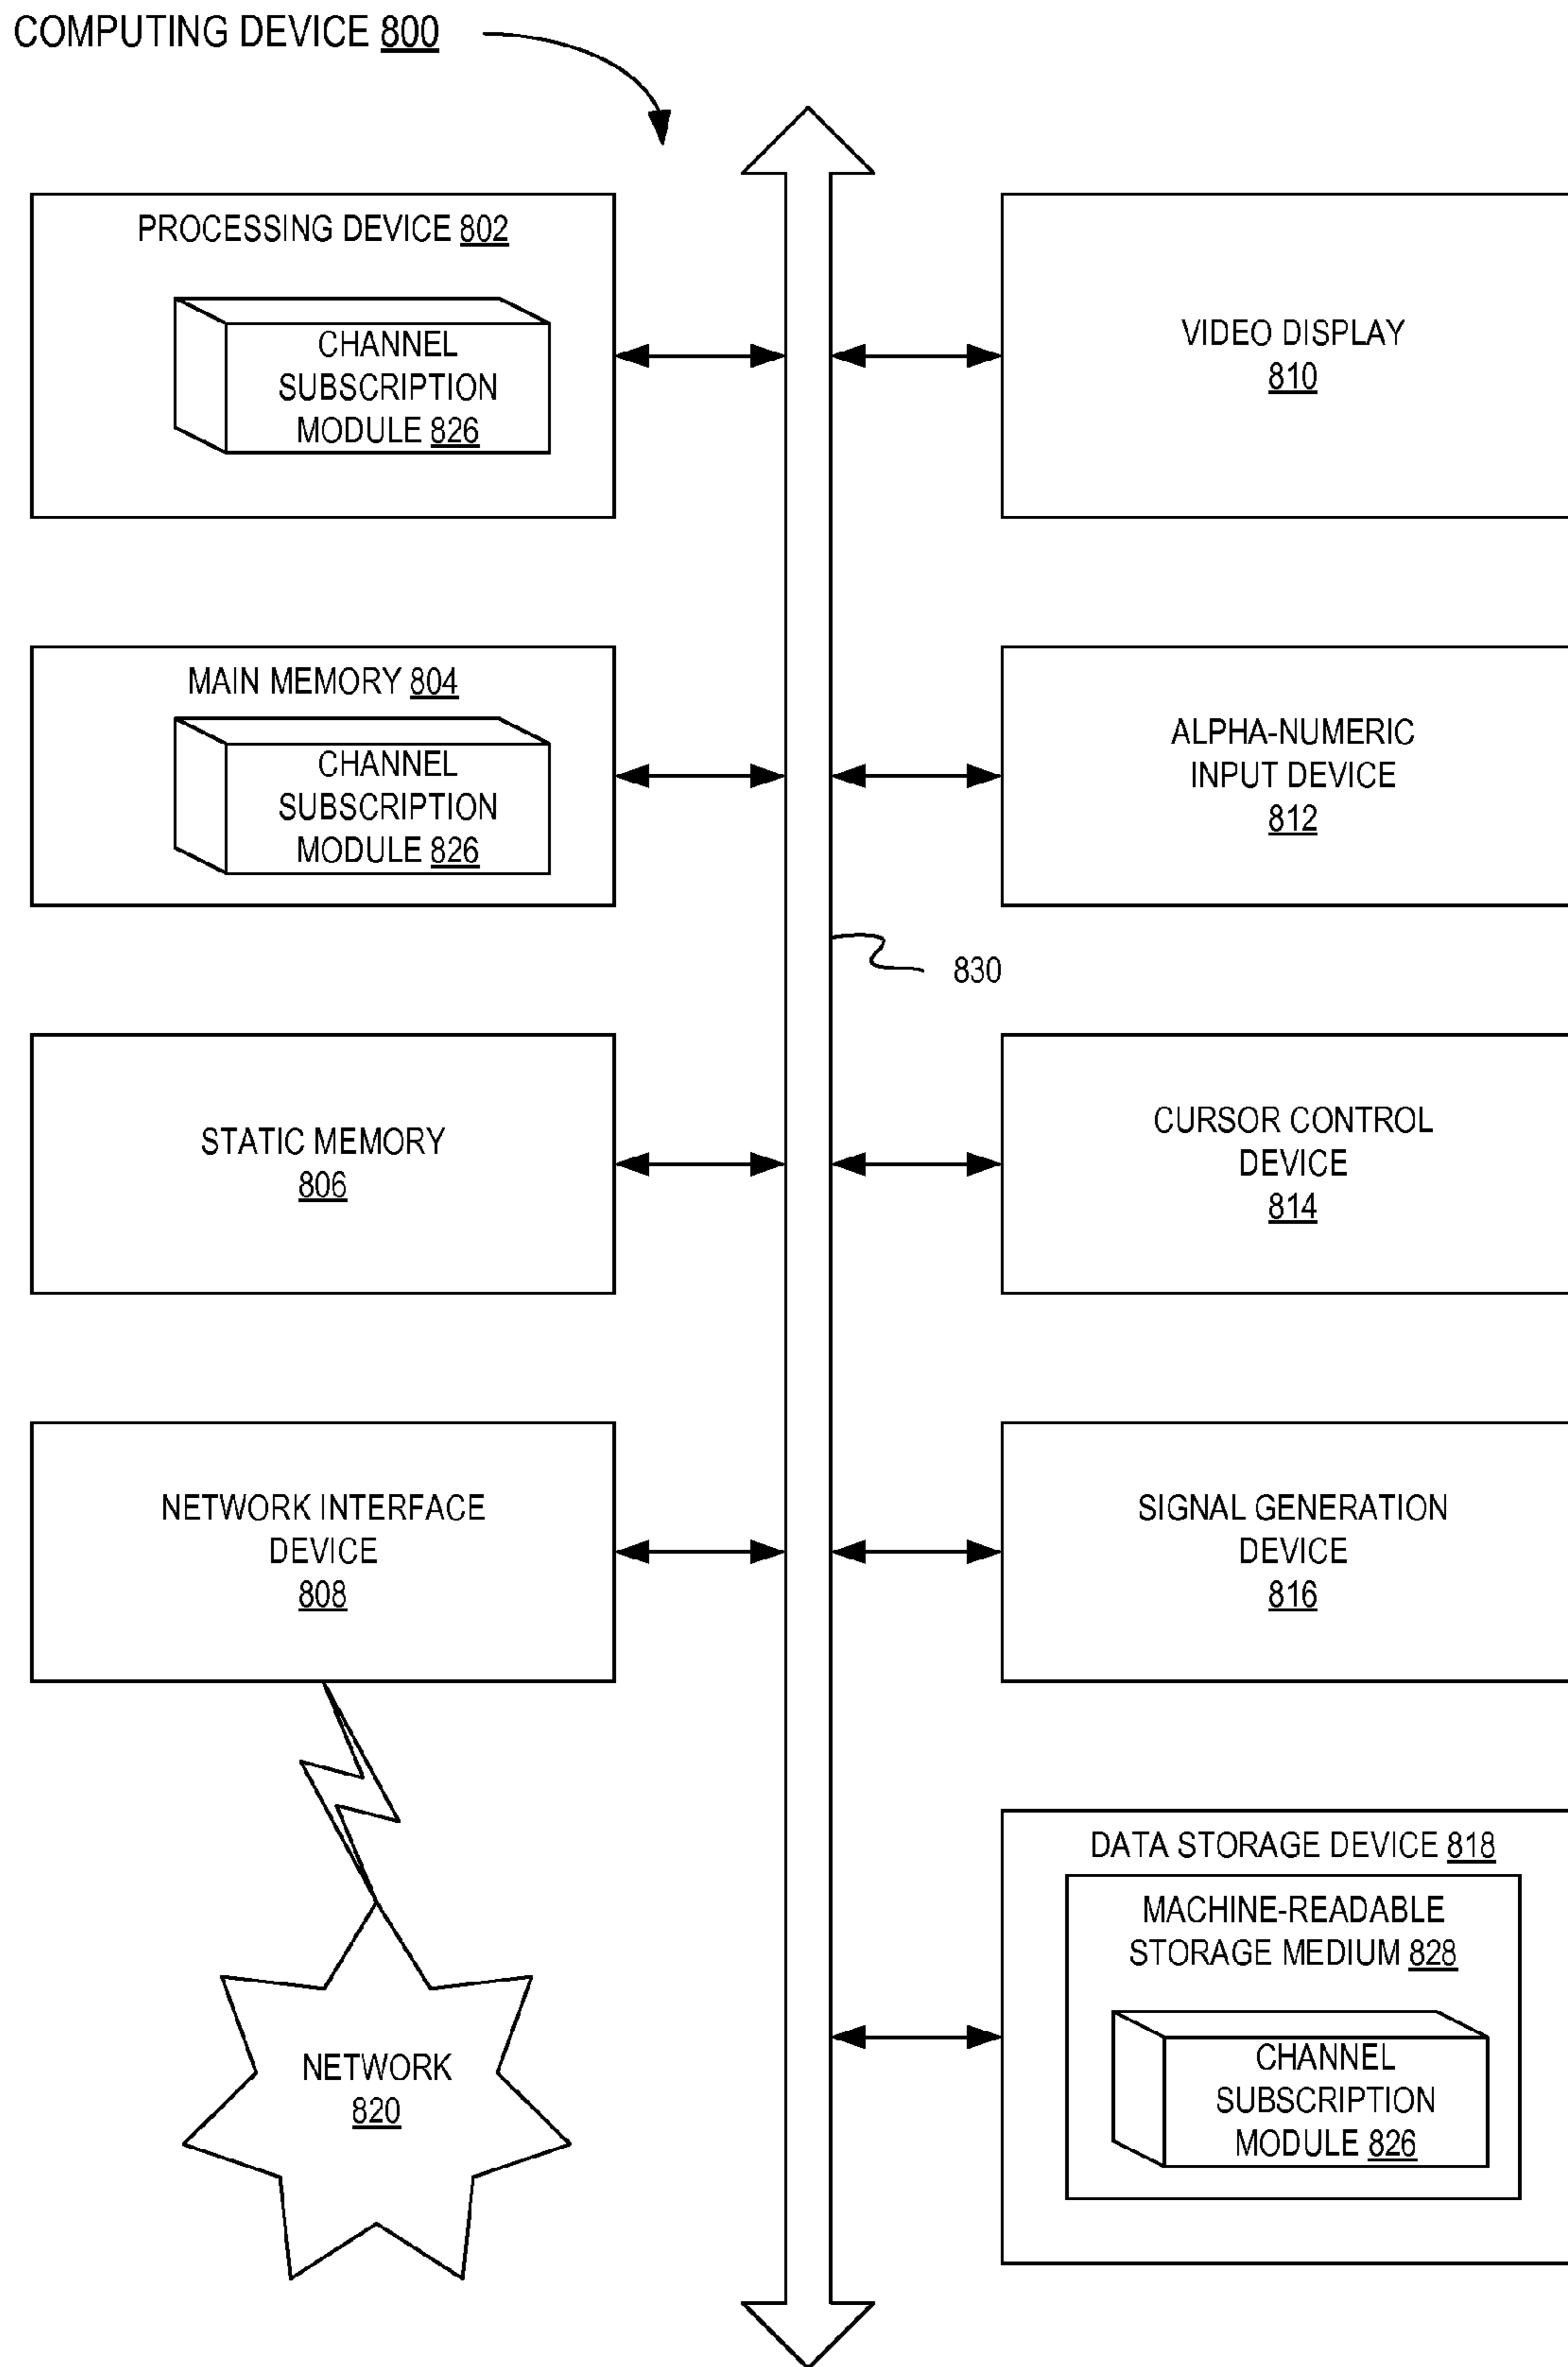 COMPUTING DEVICE 800
PROCESSING DEVICE 802
CHANNEL
SUBSCRIPTION
MODULE 826
VIDEO DISPLAY
810
MAIN MEMORY 804
CHANNEL
SUBSCRIPTION
MODULE 826
ALPHA-NUMERIC
INPUT DEVICE
812
830
STATIC MEMORY
806
CURSOR CONTROL
DEVICE
814
NETWORK INTERFACE
DEVICE
808
SIGNAL GENERATION
DEVICE
816
DATA STORAGE DEVICE 818
MACHINE-READABLE
STORAGE MEDIUM 828
CHANNEL
SUBSCRIPTION
MODULE 826
NETWORK
820